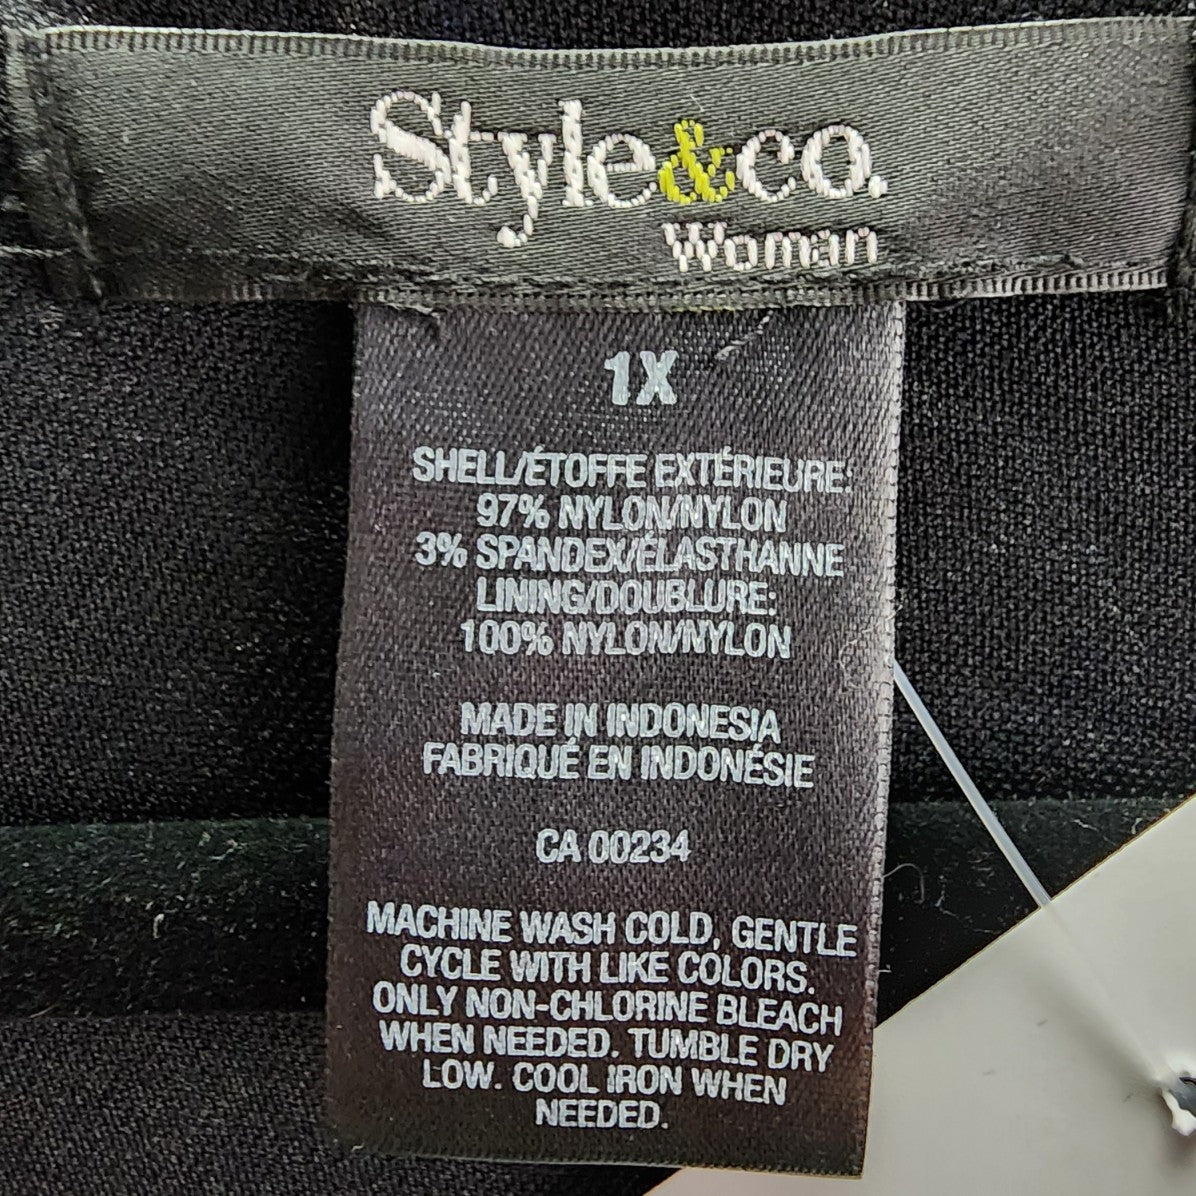 Style&co.
Woman
1X
SHELL/ÉTOFFE EXTÉRIEURE:
97% NYLON/NYLON
3% SPANDEX/ÉLASTHANNE
LINING/DOUBLURE:
100% NYLON/NYLON
MADE IN INDONESIA
FABRIQUÉ EN INDONÉSIE
CA 00234
MACHINE WASH COLD, GENTLE
CYCLE WITH LIKE COLORS.
ONLY NON-CHLORINE BLEACH
WHEN NEEDED. TUMBLE DRY
LOW. COOL IRON WHEN
NEEDED.